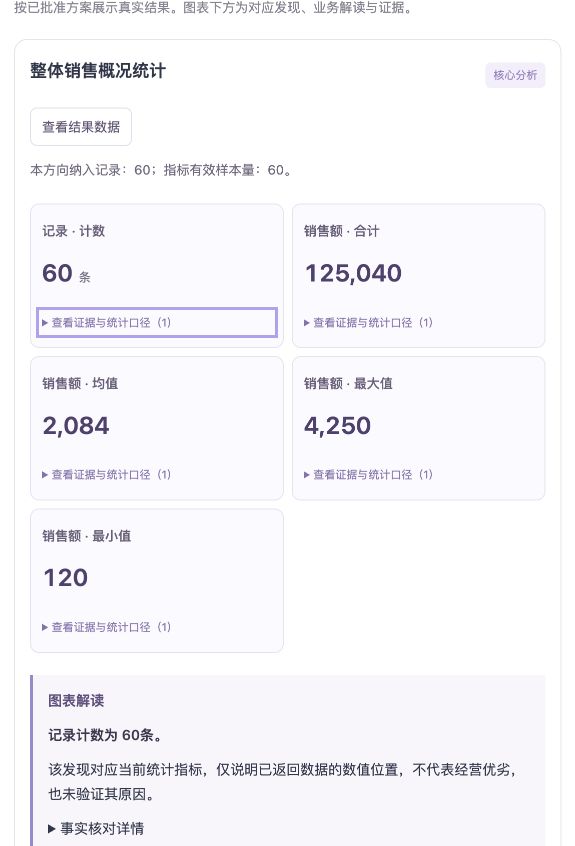 按已批准方案展示真实结果。图表下方为对应发现、业务解读与证据。
整体销售概况统计
核心分析
查看结果数据
本方向纳入记录：60；指标有效样本量：60。
记录 · 计数
60 条
▶ 查看证据与统计口径（1）
销售额 · 合计
125,040
▶ 查看证据与统计口径（1）
销售额 · 均值
2,084
▶ 查看证据与统计口径（1）
销售额 · 最大值
4,250
▶ 查看证据与统计口径（1）
销售额 · 最小值
120
▶ 查看证据与统计口径（1）
图表解读
记录计数为 60条。
该发现对应当前统计指标，仅说明已返回数据的数值位置，不代表经营优劣，
也未验证其原因。
▶ 事实核对详情